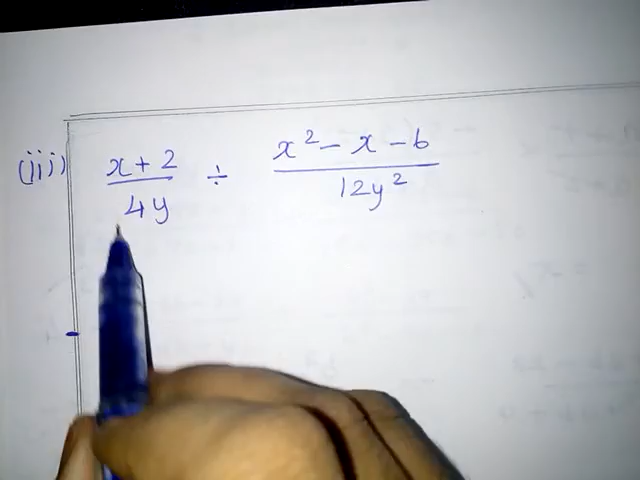 (iii) x + 2 / 4y ÷ x² - x - 6 / 12y²